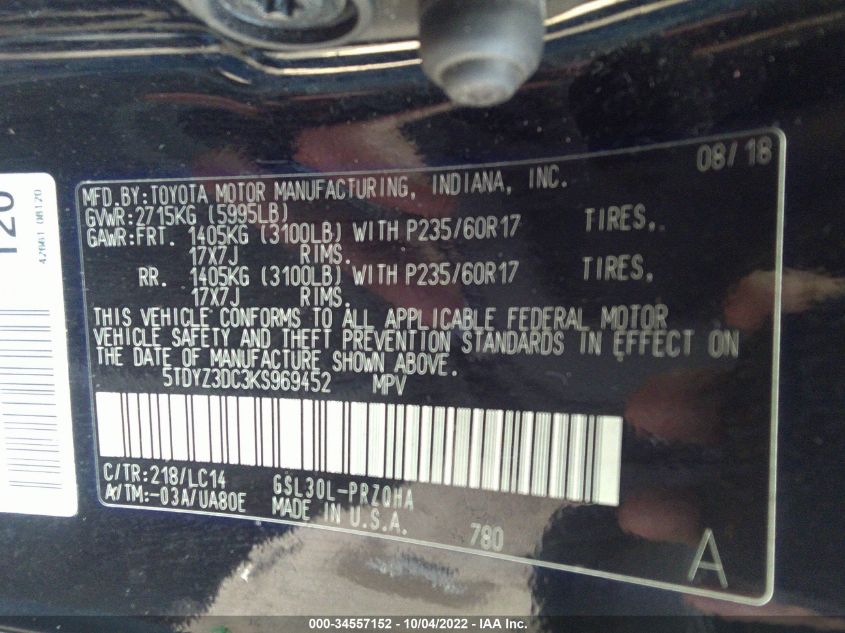 08/18
MFD.BY:TOYOTA MOTOR MANUFACTURING, INDIANA, INC.
GVWR:2715KG (5995LB)
GAWR:FRT. 1405KG (3100LB) WITH P235/60R17 TIRES,
17X7J RIMS.
RR. 1405KG (3100LB) WITH P235/60R17 TIRES,
17X7J RIMS.
THIS VEHICLE CONFORMS TO ALL APPLICABLE FEDERAL MOTOR
VEHICLE SAFETY AND THEFT PREVENTION STANDARDS IN EFFECT ON
THE DATE OF MANUFACTURE SHOWN ABOVE.
5TDYZ3DC3KS969452 MPV
C/TR:218/LC14 GSL30L-PRZQHA
A/TM:-03A/UA80E MADE IN U.S.A.
780
A
000-34557152 - 10/04/2022 - IAA Inc.